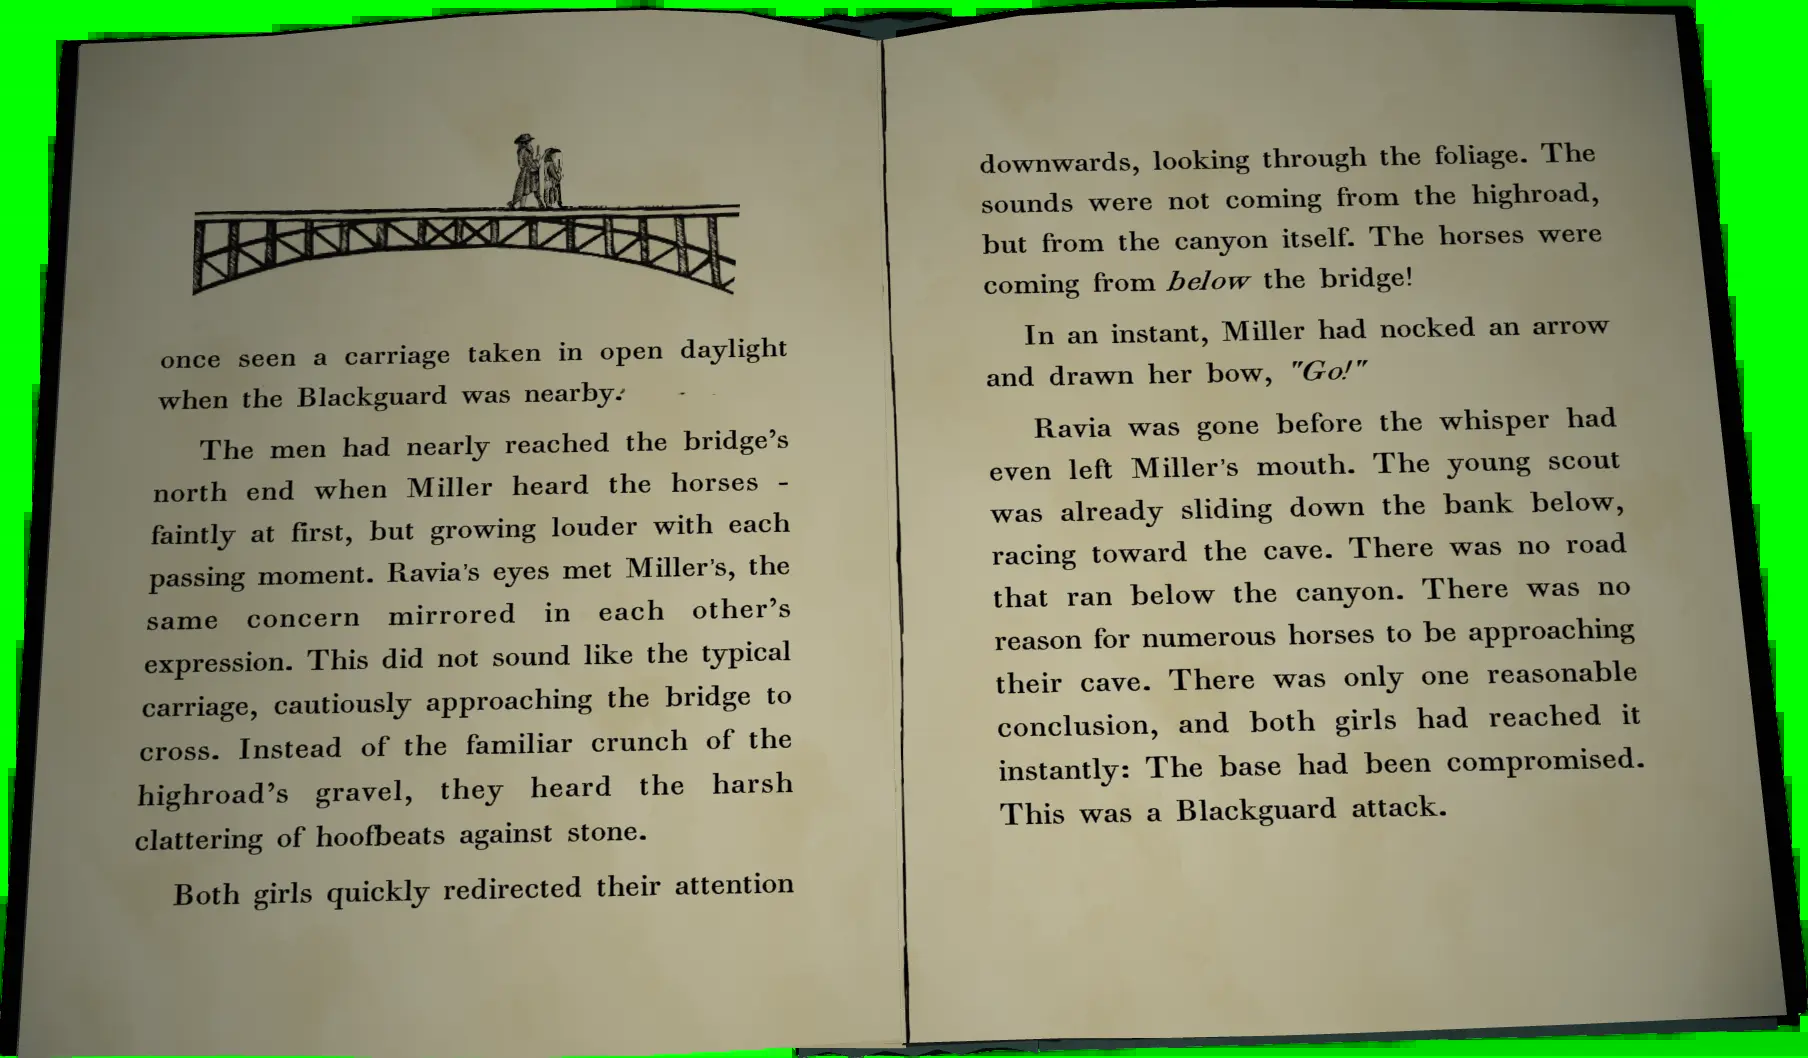 once seen a carriage taken in open daylight
when the Blackguard was nearby.
The men had nearly reached the bridge's
north end when Miller heard the horses -
faintly at first, but growing louder with each
passing moment. Ravia's eyes met Miller's, the
same concern mirrored in each other's
expression. This did not sound like the typical
carriage, cautiously approaching the bridge to
cross. Instead of the familiar crunch of the
highroad's gravel, they heard the harsh
clattering of hoofbeats against stone.
Both girls quickly redirected their attention
downwards, looking through the foliage. The
sounds were not coming from the highroad,
but from the canyon itself. The horses were
coming from below the bridge!
In an instant, Miller had nocked an arrow
and drawn her bow, "Go!"
Ravia was gone before the whisper had
even left Miller's mouth. The young scout
was already sliding down the bank below,
racing toward the cave. There was no road
that ran below the canyon. There was no
reason for numerous horses to be approaching
their cave. There was only one reasonable
conclusion, and both girls had reached it
instantly: The base had been compromised.
This was a Blackguard attack.